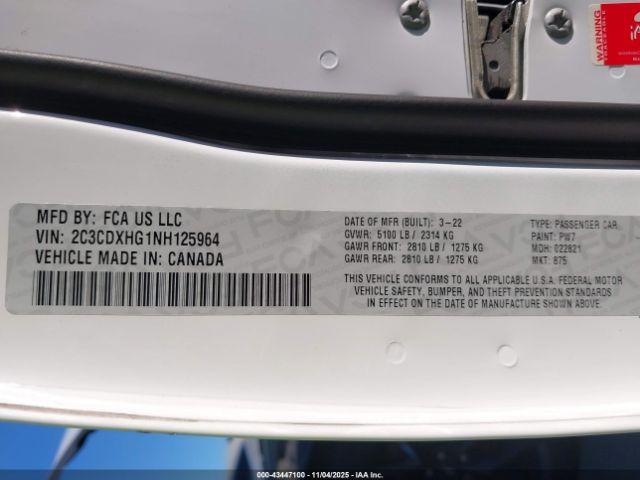 WARNING
MFD BY: FCA US LLC
VIN: 2C3CDXHG1NH125964
VEHICLE MADE IN: CANADA
DATE OF MFR (BUILT): 3-22
GVWR: 5100 LB / 2314 KG
GAWR FRONT: 2810 LB / 1275 KG
GAWR REAR: 2810 LB / 1275 KG
TYPE: PASSENGER CAR
PAINT: PW7
MDH: 022821
MKT: 875
THIS VEHICLE CONFORMS TO ALL APPLICABLE U.S.A. FEDERAL MOTOR
VEHICLE SAFETY, BUMPER, AND THEFT PREVENTION STANDARDS
IN EFFECT ON THE DATE OF MANUFACTURE SHOWN ABOVE.
000-43447100 - 11/04/2025 - IAA Inc.